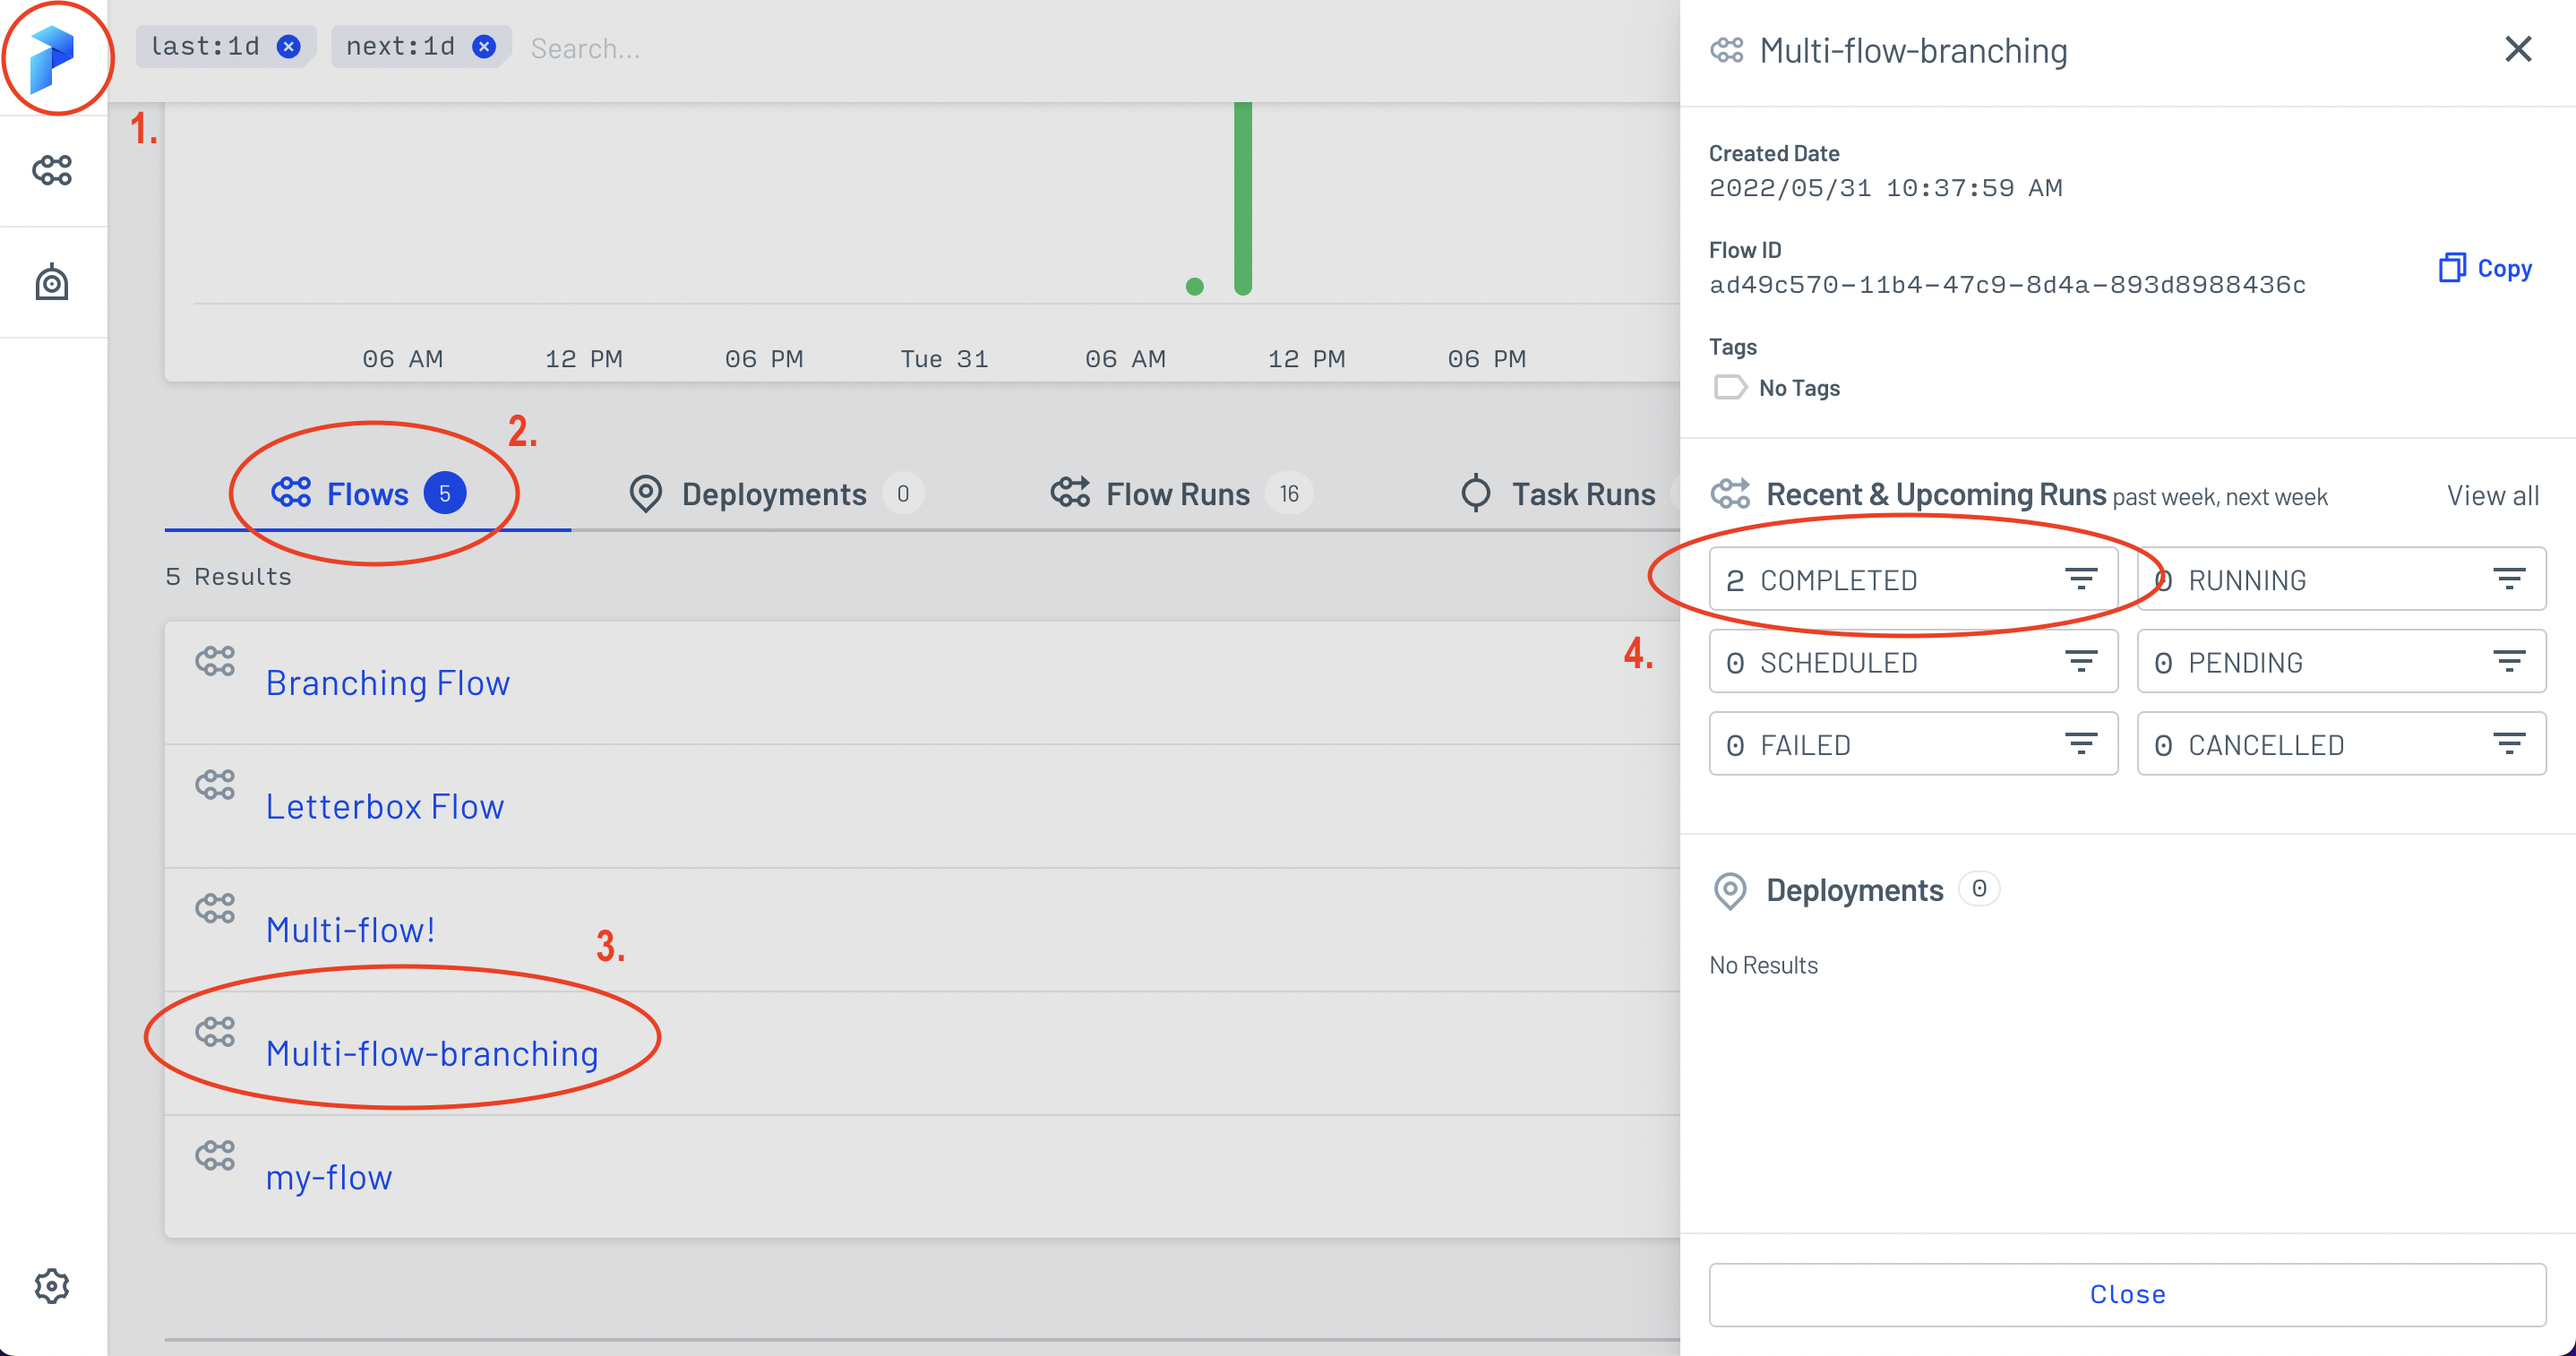 last:1d next:1d Search...
1.
06 AM 12 PM 06 PM Tue 31 06 AM 12 PM 06 PM
2.
Flows 5 Deployments 0 Flow Runs 16 Task Runs
5 Results
Branching Flow
Letterbox Flow
Multi-flow!
3.
Multi-flow-branching
my-flow
Multi-flow-branching
Created Date
2022/05/31 10:37:59 AM
Flow ID
ad49c570-11b4-47c9-8d4a-893d8988436c
Copy
Tags
No Tags
Recent & Upcoming Runs past week, next week View all
2 COMPLETED 0 RUNNING
4.
0 SCHEDULED 0 PENDING
0 FAILED 0 CANCELLED
Deployments 0
No Results
Close